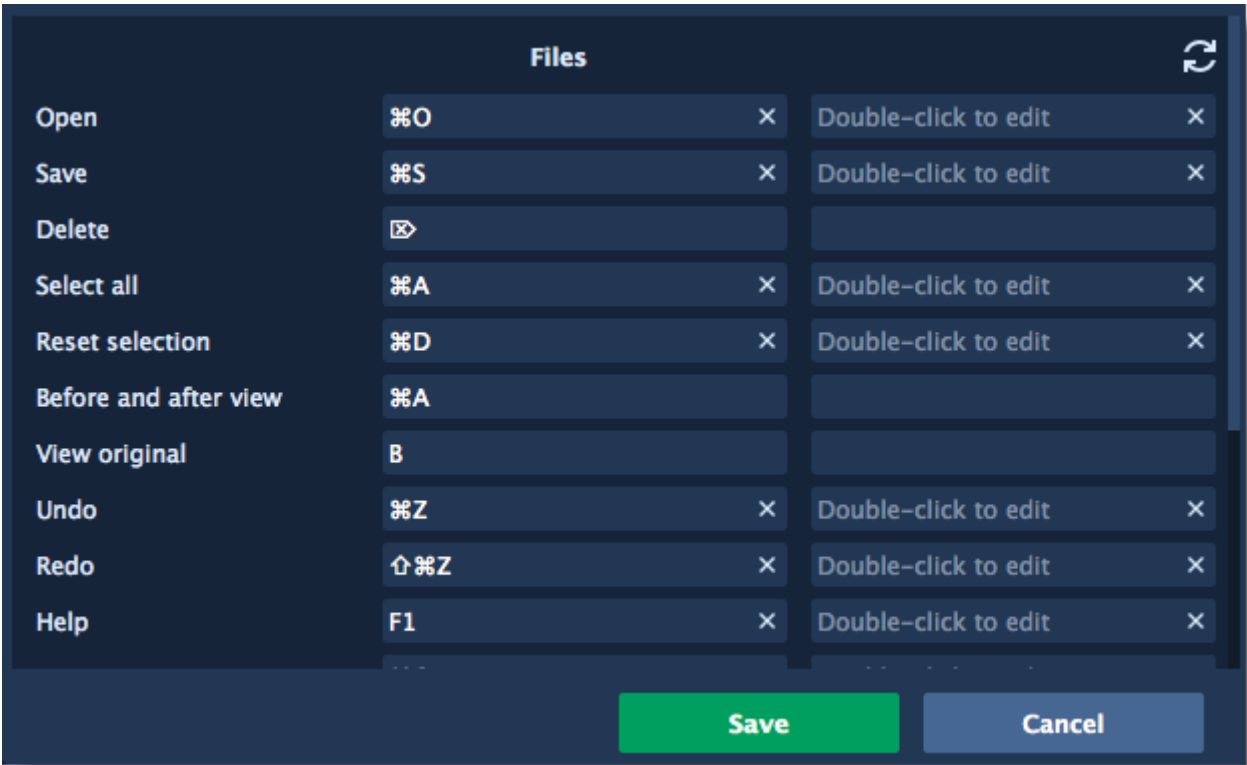 Files
Open ⌘O × Double-click to edit ×
Save ⌘S × Double-click to edit ×
Delete ⌦
Select all ⌘A × Double-click to edit ×
Reset selection ⌘D × Double-click to edit ×
Before and after view ⌘A
View original B
Undo ⌘Z × Double-click to edit ×
Redo ⇧⌘Z × Double-click to edit ×
Help F1 × Double-click to edit ×
Save Cancel